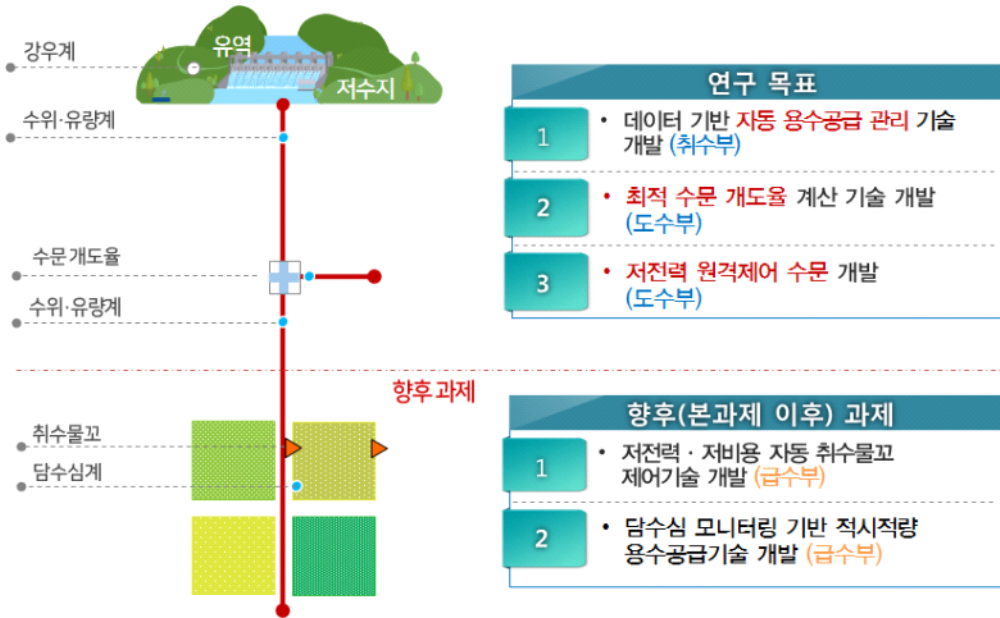 강우계
유역
저수지
수위·유량계
수문 개도율
수위·유량계
향후 과제
취수물꼬
담수심계
연구 목표
1
• 데이터 기반 자동 용수공급 관리 기술
개발 (취수부)
2
• 최적 수문 개도율 계산 기술 개발
(도수부)
3
• 저전력 원격제어 수문 개발
(도수부)
향후(본과제 이후) 과제
1
• 저전력 · 저비용 자동 취수물꼬
제어기술 개발 (급수부)
2
• 담수심 모니터링 기반 적시적량
용수공급기술 개발 (급수부)